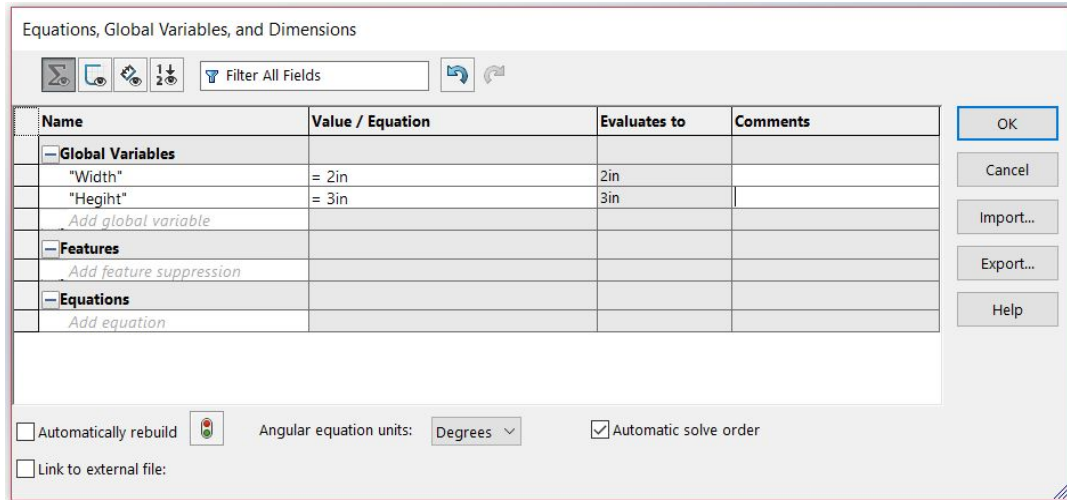 Equations, Global Variables, and Dimensions
Filter All Fields
Name Value / Equation Evaluates to Comments
Global Variables
"Width" = 2in 2in
"Hegiht" = 3in 3in
Add global variable
Features
Add feature suppression
Equations
Add equation
OK
Cancel
Import...
Export...
Help
Automatically rebuild Angular equation units: Degrees Automatic solve order
Link to external file: